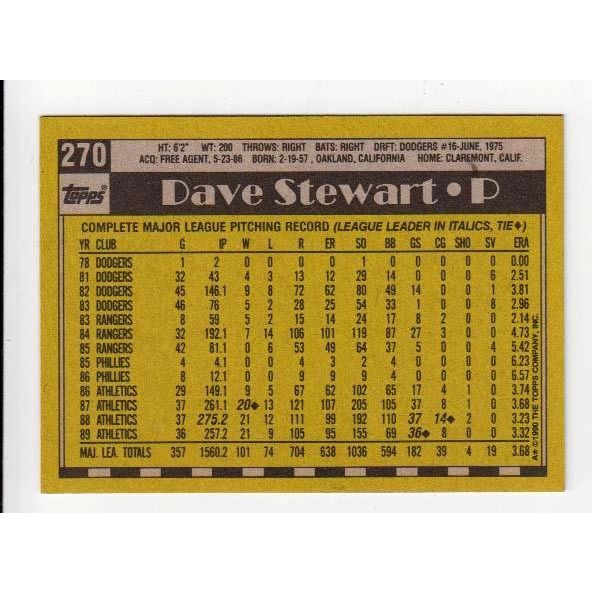 270
HT: 6'2" WT: 200 THROWS: RIGHT BATS: RIGHT DRFT: DODGERS #16-JUNE, 1975
ACQ: FREE AGENT, 5-23-86 BORN: 2-19-57, OAKLAND, CALIFORNIA HOME: CLAREMONT, CALIF.
Topps®
Dave Stewart • P
COMPLETE MAJOR LEAGUE PITCHING RECORD (LEAGUE LEADER IN ITALICS, TIE♦)
YR CLUB G IP W L R ER SO BB GS CG SHO SV ERA
78 DODGERS 1 2 0 0 0 0 1 0 0 0 0 0 0.00
81 DODGERS 32 43 4 3 13 12 29 14 0 0 0 6 2.51
82 DODGERS 45 146.1 9 8 72 62 80 49 14 0 0 1 3.81
83 DODGERS 46 76 5 2 28 25 54 33 1 0 0 8 2.96
83 RANGERS 8 59 5 2 15 14 24 17 8 2 0 0 2.14
84 RANGERS 32 192.1 7 14 106 101 119 87 27 3 0 0 4.73
85 RANGERS 42 81.1 0 6 53 49 64 37 5 0 0 4 5.42
85 PHILLIES 4 4.1 0 0 4 3 2 4 0 0 0 0 6.23
86 PHILLIES 8 12.1 0 0 9 9 9 4 0 0 0 0 6.57
86 ATHLETICS 29 149.1 9 5 67 62 102 65 17 4 1 0 3.74
87 ATHLETICS 37 261.1 20♦ 13 121 107 205 105 37 8 1 0 3.68
88 ATHLETICS 37 275.2 21 12 111 99 192 110 37 14♦ 2 0 3.23
89 ATHLETICS 36 257.2 21 9 105 95 155 69 36♦ 8 0 0 3.32
MAJ. LEA. TOTALS 357 1560.2 101 74 704 638 1036 594 182 39 4 19 3.68
A* ©1990 THE TOPPS COMPANY, INC.